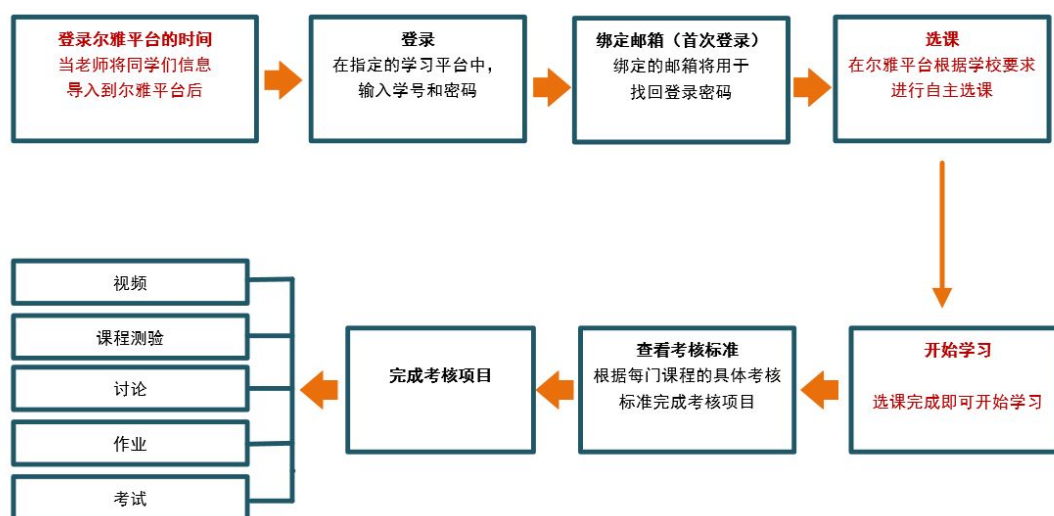 登录尔雅平台的时间
当老师将同学们信息
导入到尔雅平台后
登录
在指定的学习平台中，
输入学号和密码
绑定邮箱（首次登录）
绑定的邮箱将用于
找回登录密码
选课
在尔雅平台根据学校要求
进行自主选课
开始学习
选课完成即可开始学习
查看考核标准
根据每门课程的具体考核
标准完成考核项目
完成考核项目
视频
课程测验
讨论
作业
考试